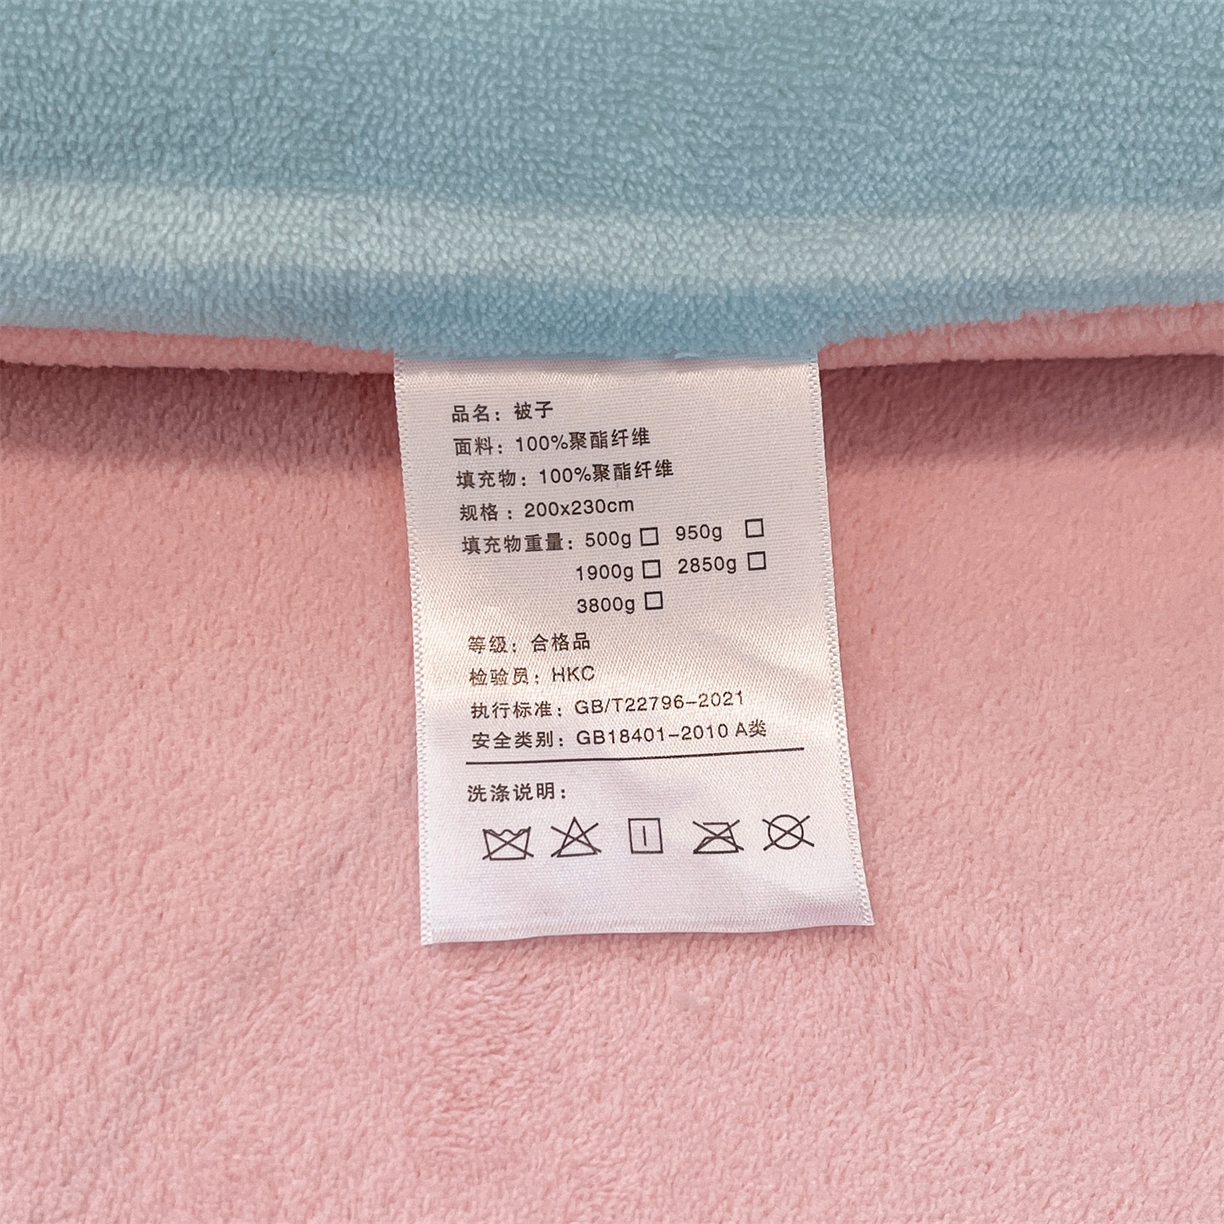 品名：被子
面料：100%聚酯纤维
填充物：100%聚酯纤维
规格：200x230cm
填充物重量：500g□ 950g □
1900g□ 2850g□
3800g□
等级：合格品
检验员：HKC
执行标准：GB/T22796-2021
安全类别：GB18401-2010 A类
洗涤说明：